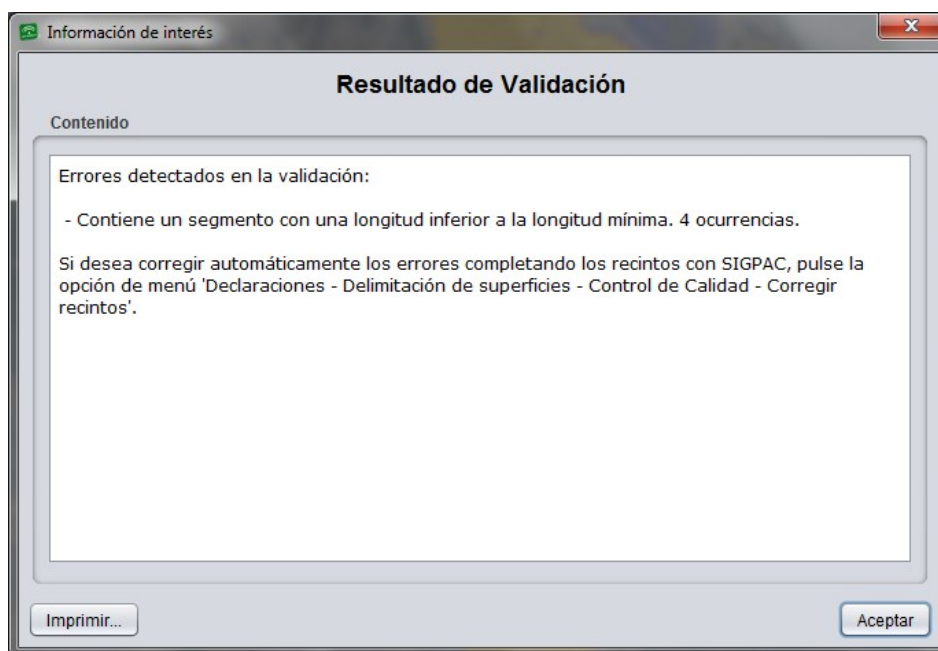 Información de interés
Resultado de Validación
Contenido
Errores detectados en la validación:
- Contiene un segmento con una longitud inferior a la longitud mínima. 4 ocurrencias.
Si desea corregir automáticamente los errores completando los recintos con SIGPAC, pulse la
opción de menú 'Declaraciones - Delimitación de superficies - Control de Calidad - Corregir
recintos'.
Imprimir...
Aceptar